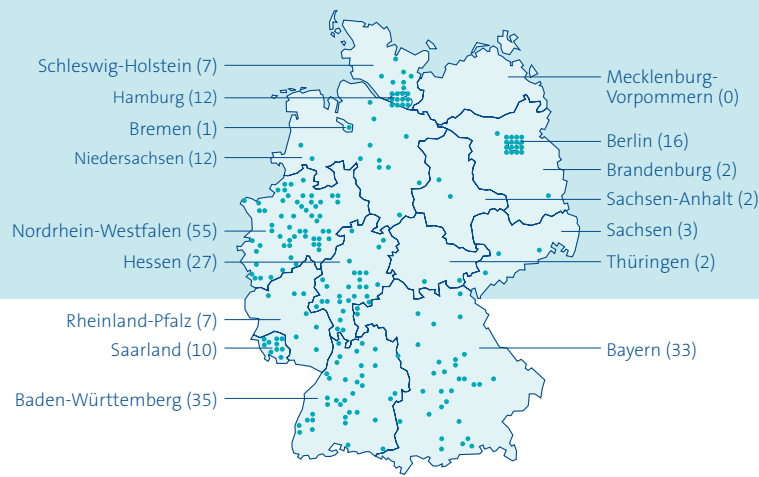 Schleswig-Holstein (7)
Hamburg (12)
Bremen (1)
Niedersachsen (12)
Nordrhein-Westfalen (55)
Hessen (27)
Rheinland-Pfalz (7)
Saarland (10)
Baden-Württemberg (35)
Mecklenburg-
Vorpommern (0)
Berlin (16)
Brandenburg (2)
Sachsen-Anhalt (2)
Sachsen (3)
Thüringen (2)
Bayern (33)